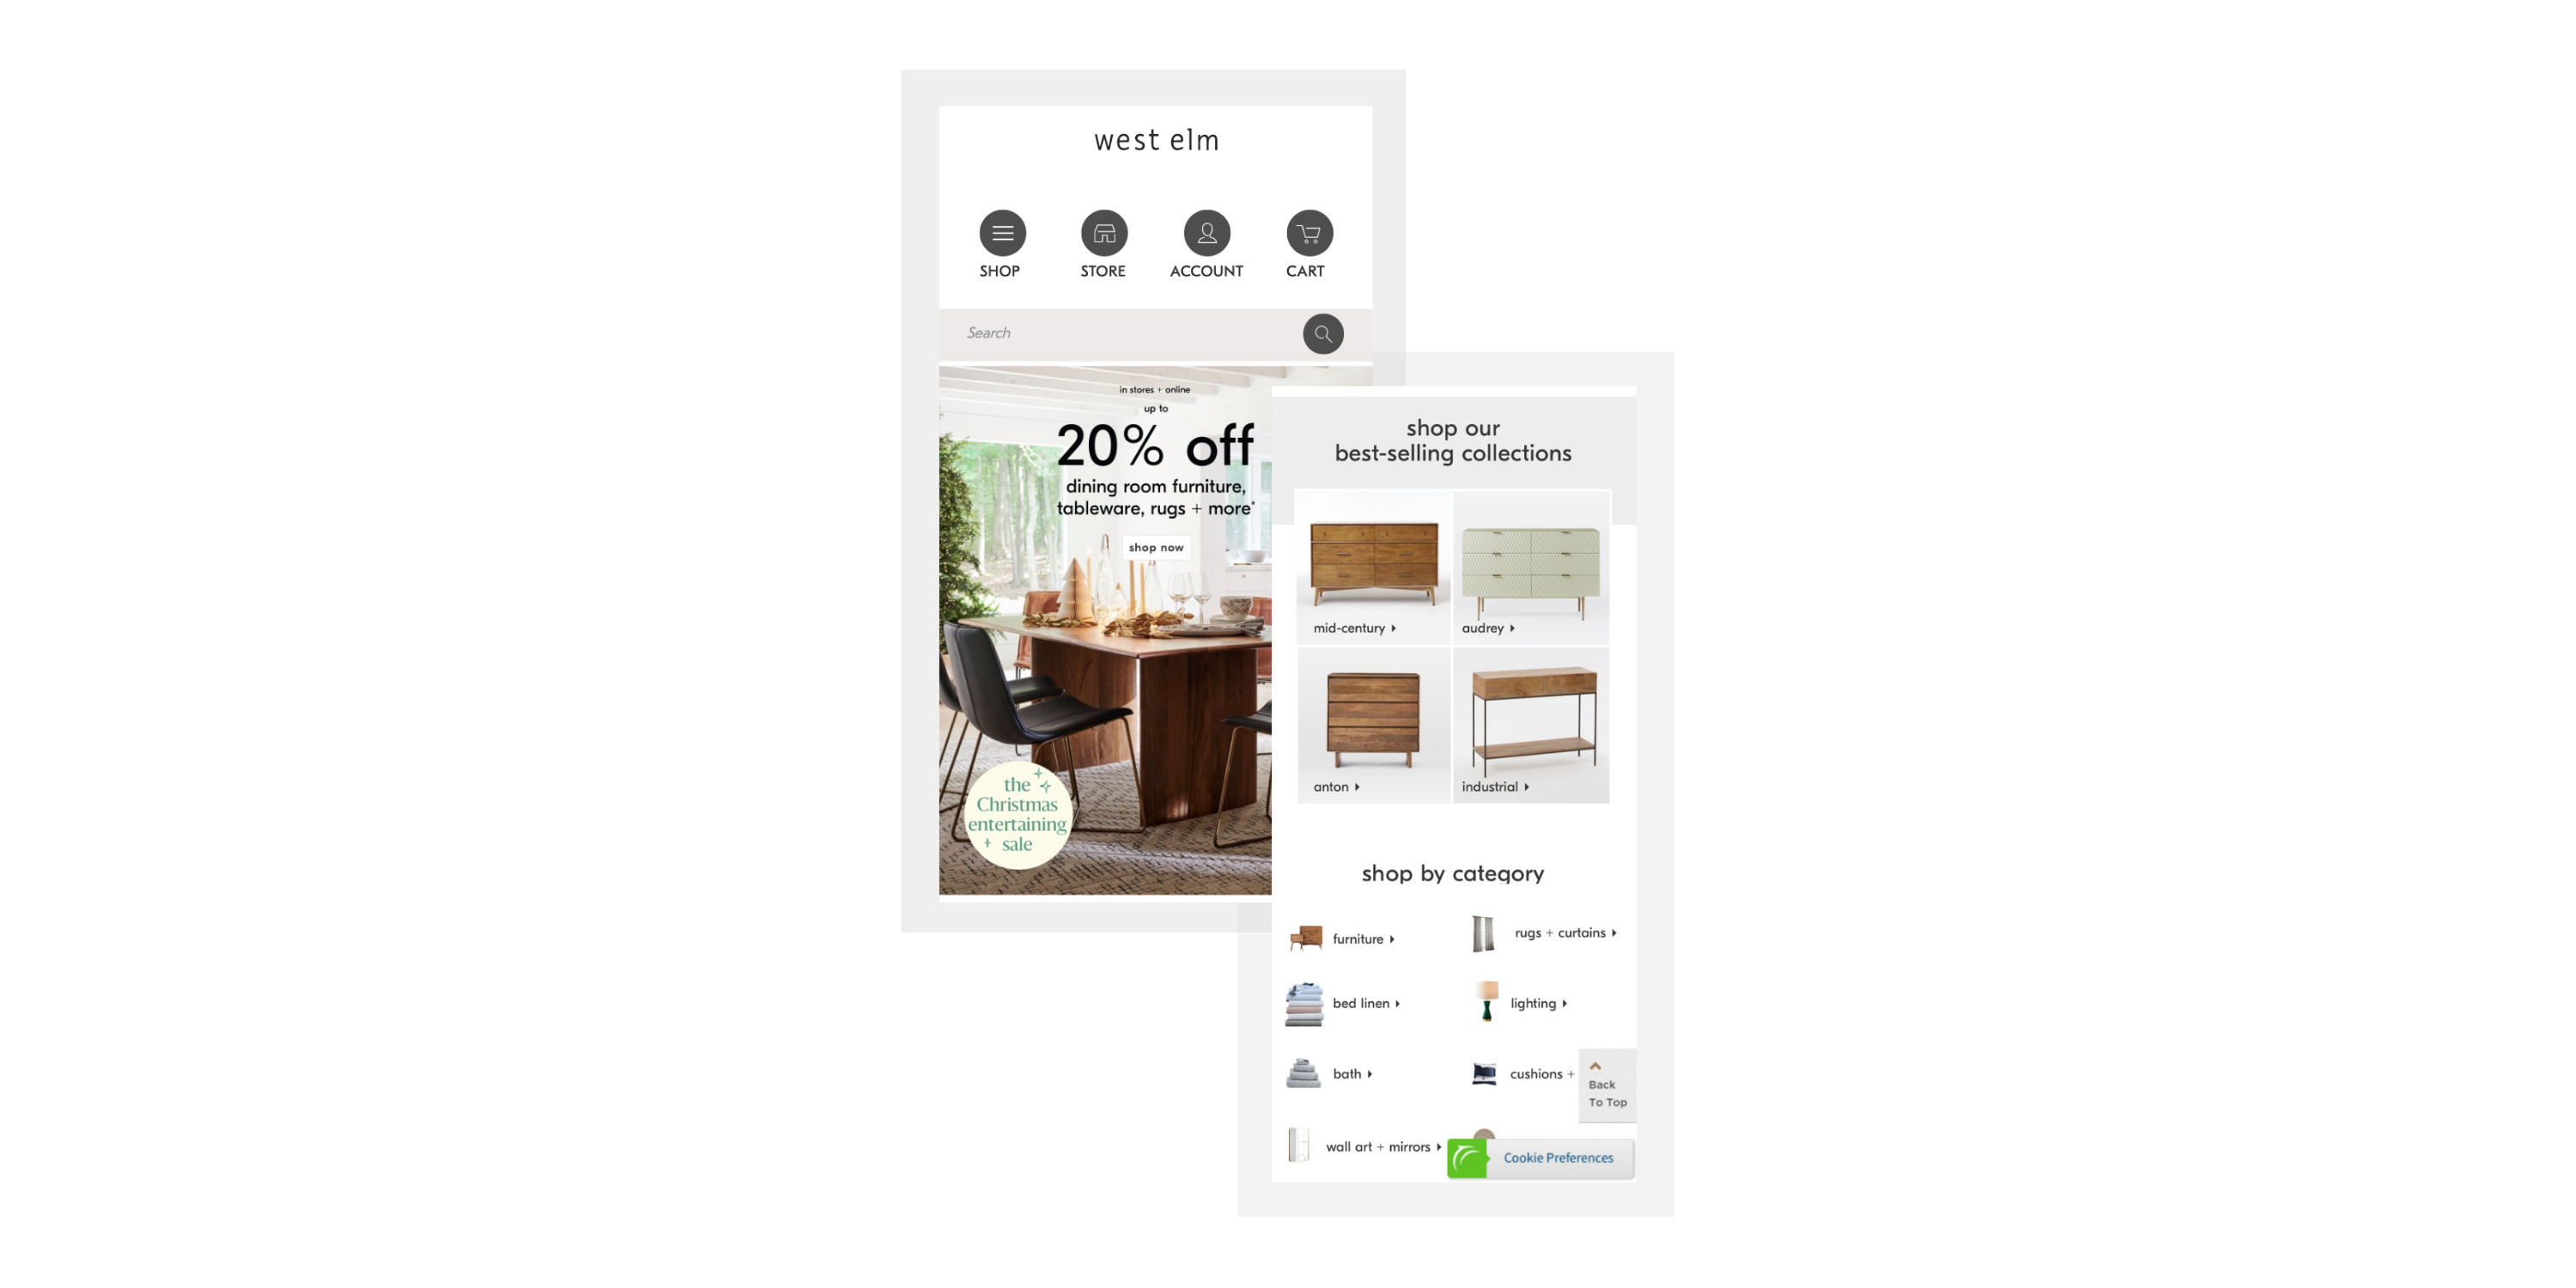 west elm
SHOP STORE ACCOUNT CART
Search
in stores + online
up to
20% off
dining room furniture,
tableware, rugs + more*
shop now
the
Christmas
entertaining
sale
shop our
best-selling collections
mid-century
audrey
anton
industrial
shop by category
furniture
rugs + curtains
bed linen
lighting
bath
cushions +
Back
To Top
wall art + mirrors
Cookie Preferences